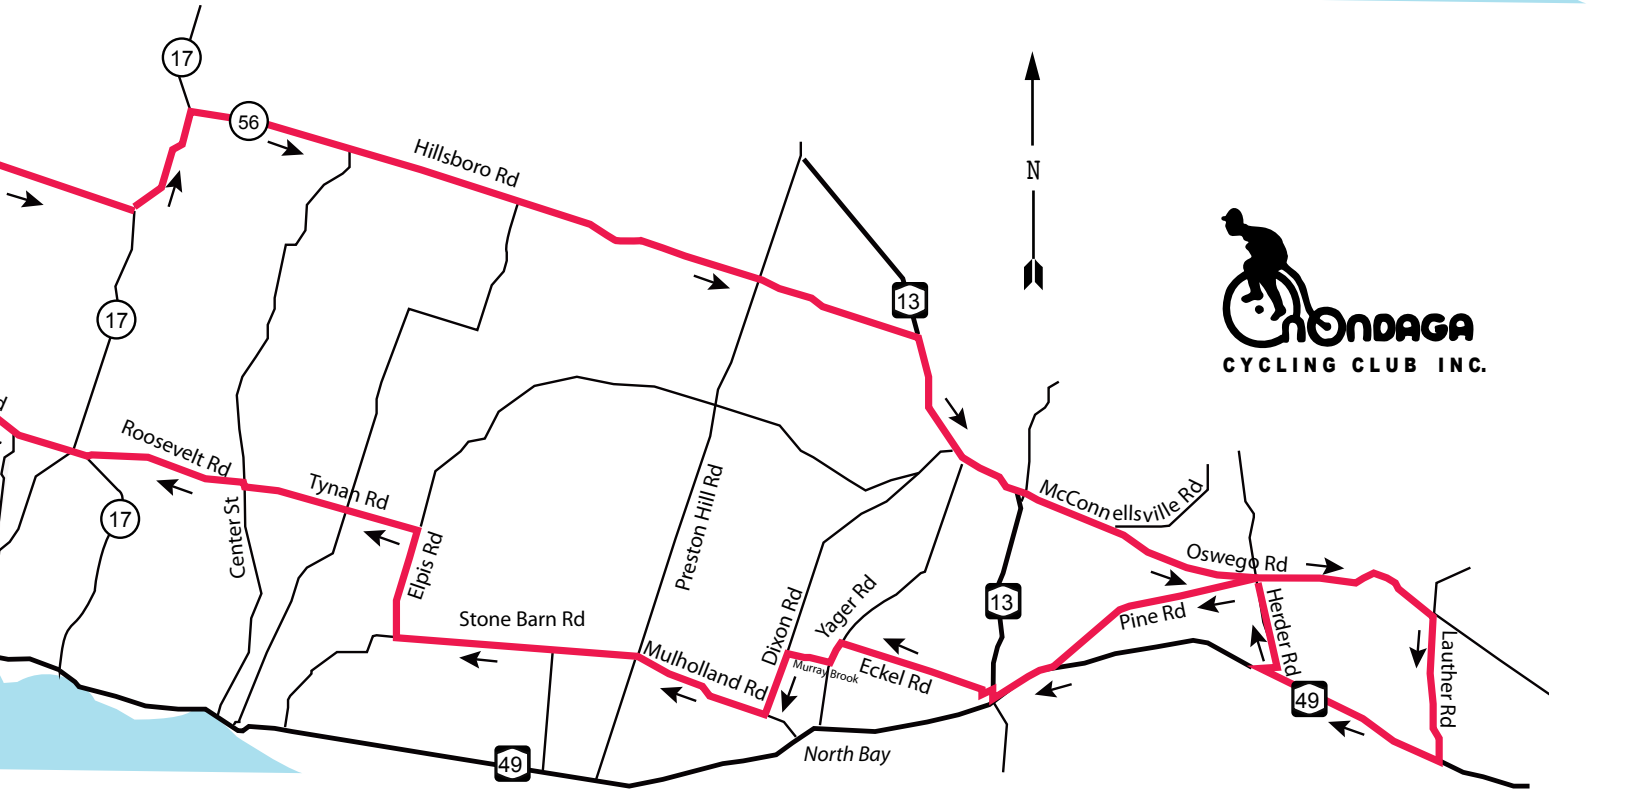 17
56
Hillsboro Rd
N
13
17
ONONDAGA
CYCLING CLUB INC.
d
Roosevelt Rd
Tynan Rd
17
Center St
Elpis Rd
Preston Hill Rd
McConnellsville Rd
Oswego Rd
Stone Barn Rd
Dixon Rd
Yager Rd
13
Pine Rd
Herder Rd
Lauther Rd
Mulholland Rd
Murray Brook
Eckel Rd
49
North Bay
49